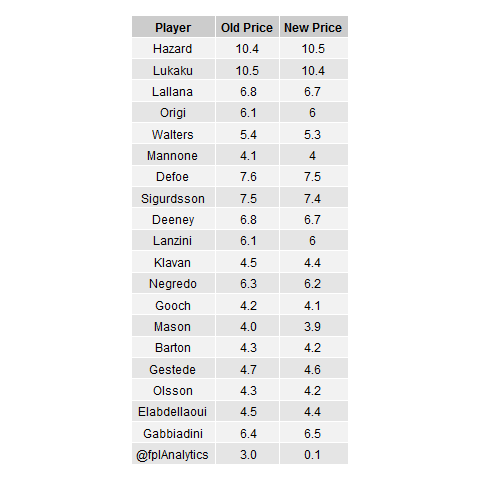 Player Old Price New Price
Hazard 10.4 10.5
Lukaku 10.5 10.4
Lallana 6.8 6.7
Origi 6.1 6
Walters 5.4 5.3
Mannone 4.1 4
Defoe 7.6 7.5
Sigurdsson 7.5 7.4
Deeney 6.8 6.7
Lanzini 6.1 6
Klavan 4.5 4.4
Negredo 6.3 6.2
Gooch 4.2 4.1
Mason 4.0 3.9
Barton 4.3 4.2
Gestede 4.7 4.6
Olsson 4.3 4.2
Elabdellaoui 4.5 4.4
Gabbiadini 6.4 6.5
@fplAnalytics 3.0 0.1